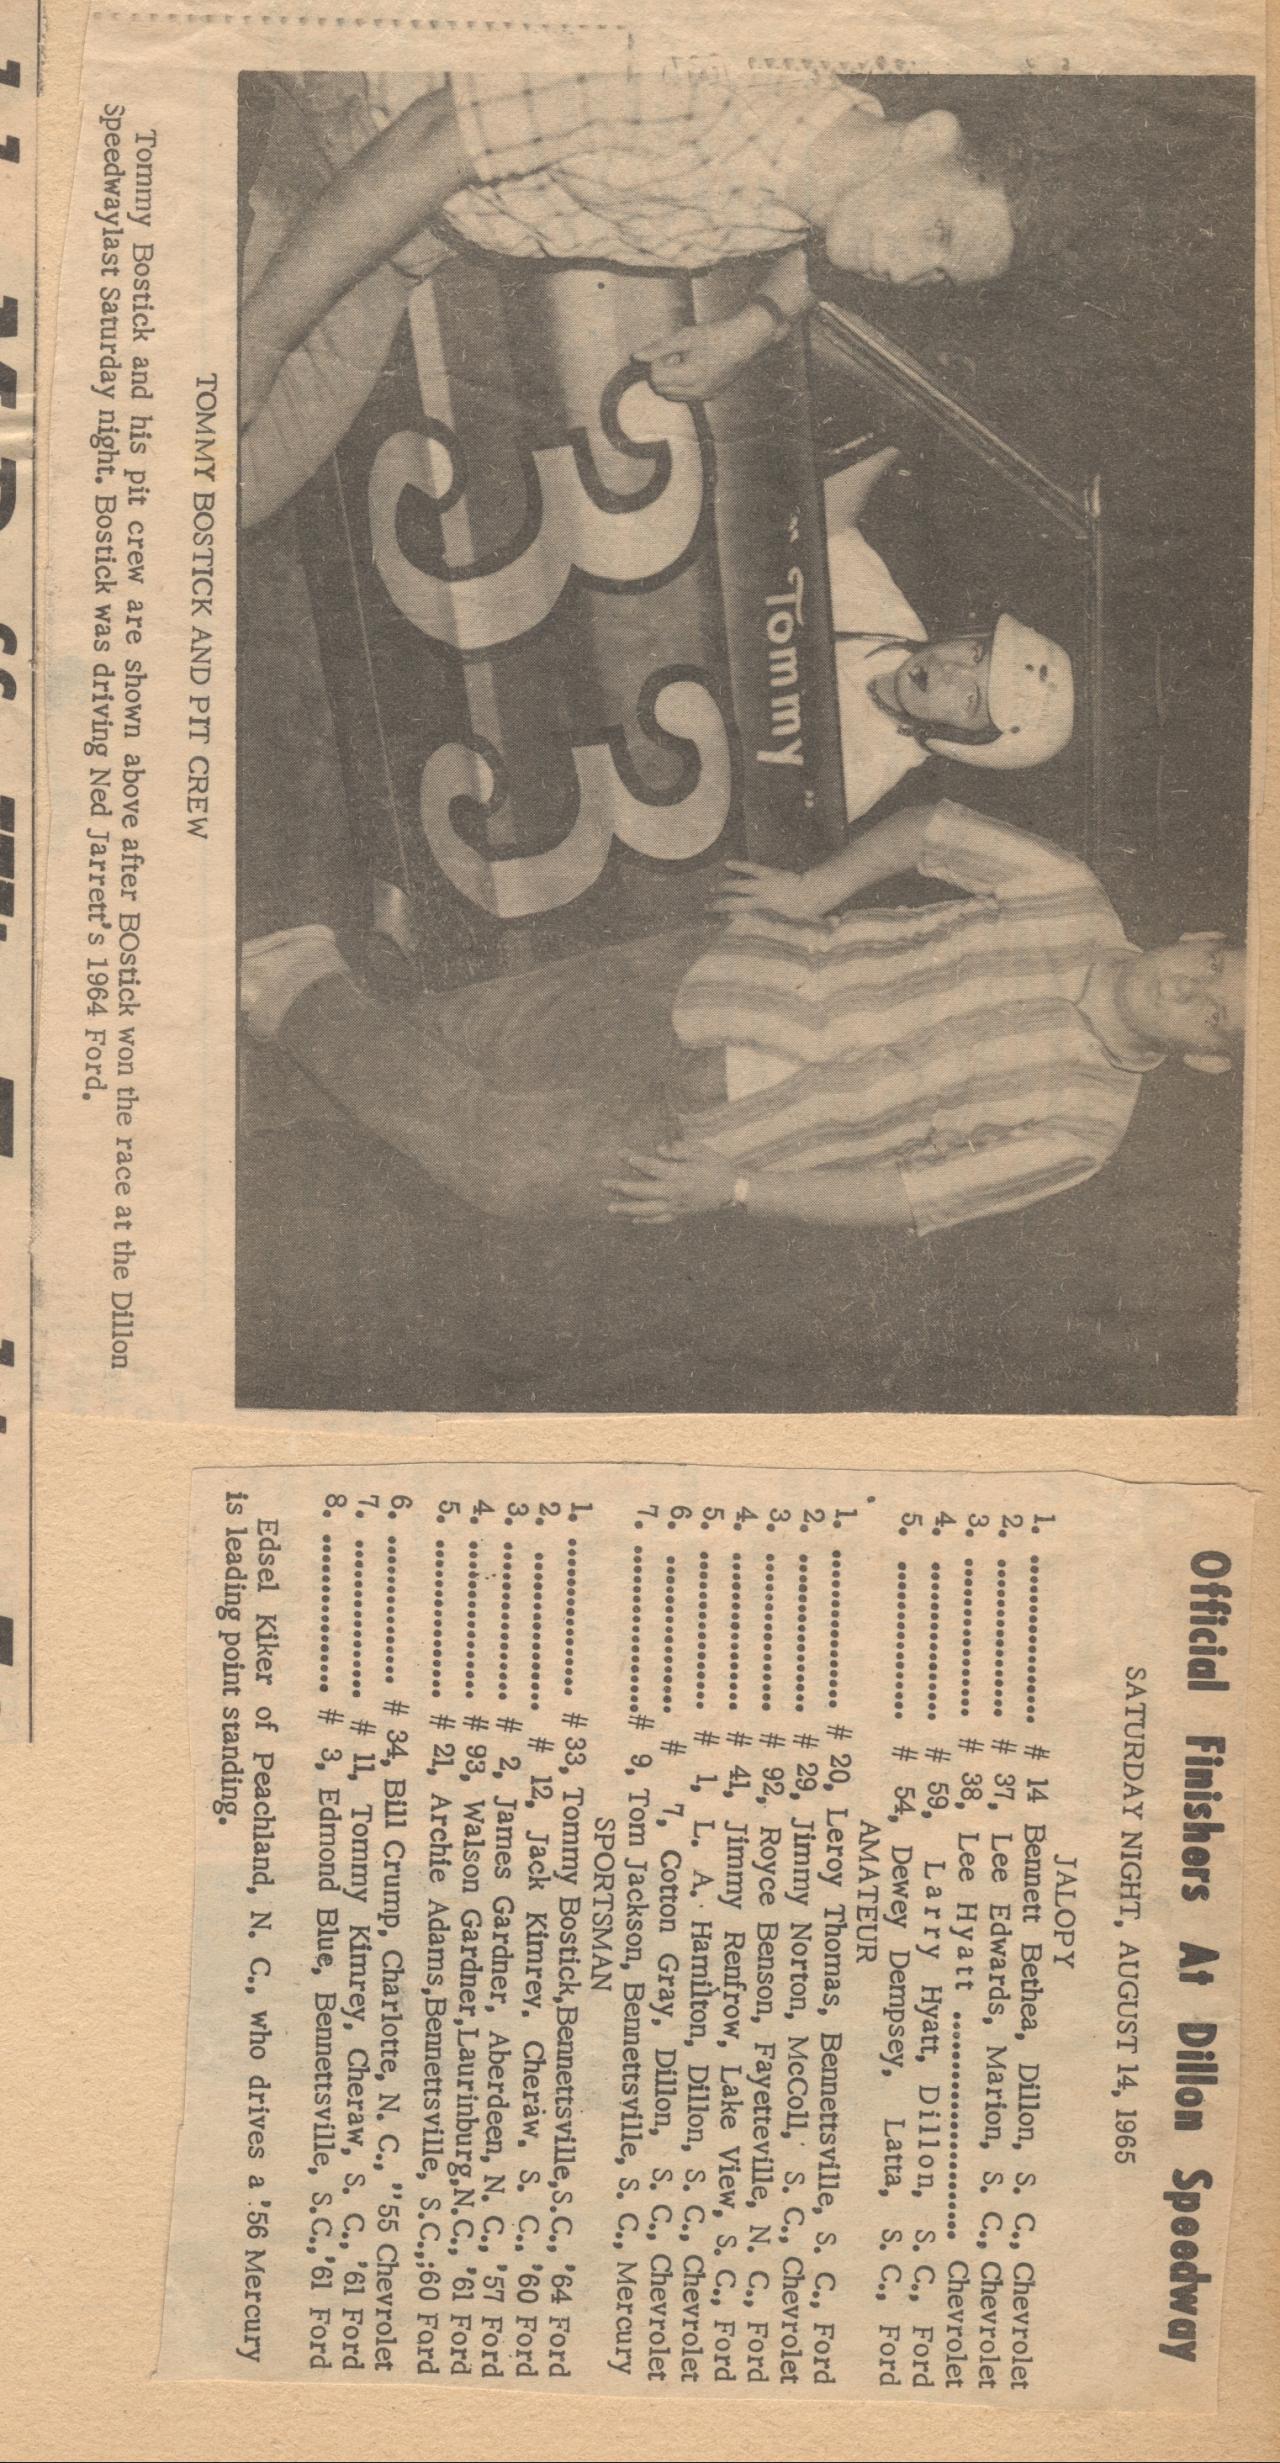 33
"Tommy"
TOMMY BOSTICK AND PIT CREW
Tommy Bostick and his pit crew are shown above after BOstick won the race at the Dillon
Speedwaylast Saturday night. Bostick was driving Ned Jarrett's 1964 Ford.
Official Finishers At Dillon Speedway
SATURDAY NIGHT, AUGUST 14, 1965
JALOPY
1. ................ # 14 Bennett Bethea, Dillon, S. C., Chevrolet
2. ................ # 37, Lee Edwards, Marion, S. C., Chevrolet
3. ................ # 38, Lee Hyatt ...................... Chevrolet
4. ................ # 59, Larry Hyatt, Dillon, S. C., Ford
5. ................ # 54, Dewey Dempsey, Latta, S. C., Ford
AMATEUR
1. ................ # 20, Leroy Thomas, Bennettsville, S. C., Ford
2. ................ # 29, Jimmy Norton, McColl, S. C., Chevrolet
3. ................ # 92, Royce Benson, Fayetteville, N. C., Ford
4. ................ # 41, Jimmy Renfrow, Lake View, S. C., Ford
5. ................ # 1, L. A. Hamilton, Dillon, S. C., Chevrolet
6. ................ # 7, Cotton Gray, Dillon, S. C., Chevrolet
7. ................# 9, Tom Jackson, Bennettsville, S. C., Mercury
SPORTSMAN
1. ................ # 33, Tommy Bostick,Bennettsville,S.C., '64 Ford
2. ................ # 12, Jack Kimrey. Cheraw. S. C., '60 Ford
3. ................ # 2, James Gardner, Aberdeen, N. C., '57 Ford
4. ................ # 93, Walson Gardner,Laurinburg,N.C., '61 Ford
5. ................ # 21, Archie Adams,Bennettsville, S.C.,;60 Ford
6. ............... # 34, Bill Crump, Charlotte, N. C., "55 Chevrolet
7. ................ # 11, Tommy Kimrey, Cheraw, S. C., '61 Ford
8. ................ # 3, Edmond Blue, Bennettsville, S.C.,'61 Ford
Edsel Kiker of Peachland, N. C., who drives a '56 Mercury
is leading point standing.